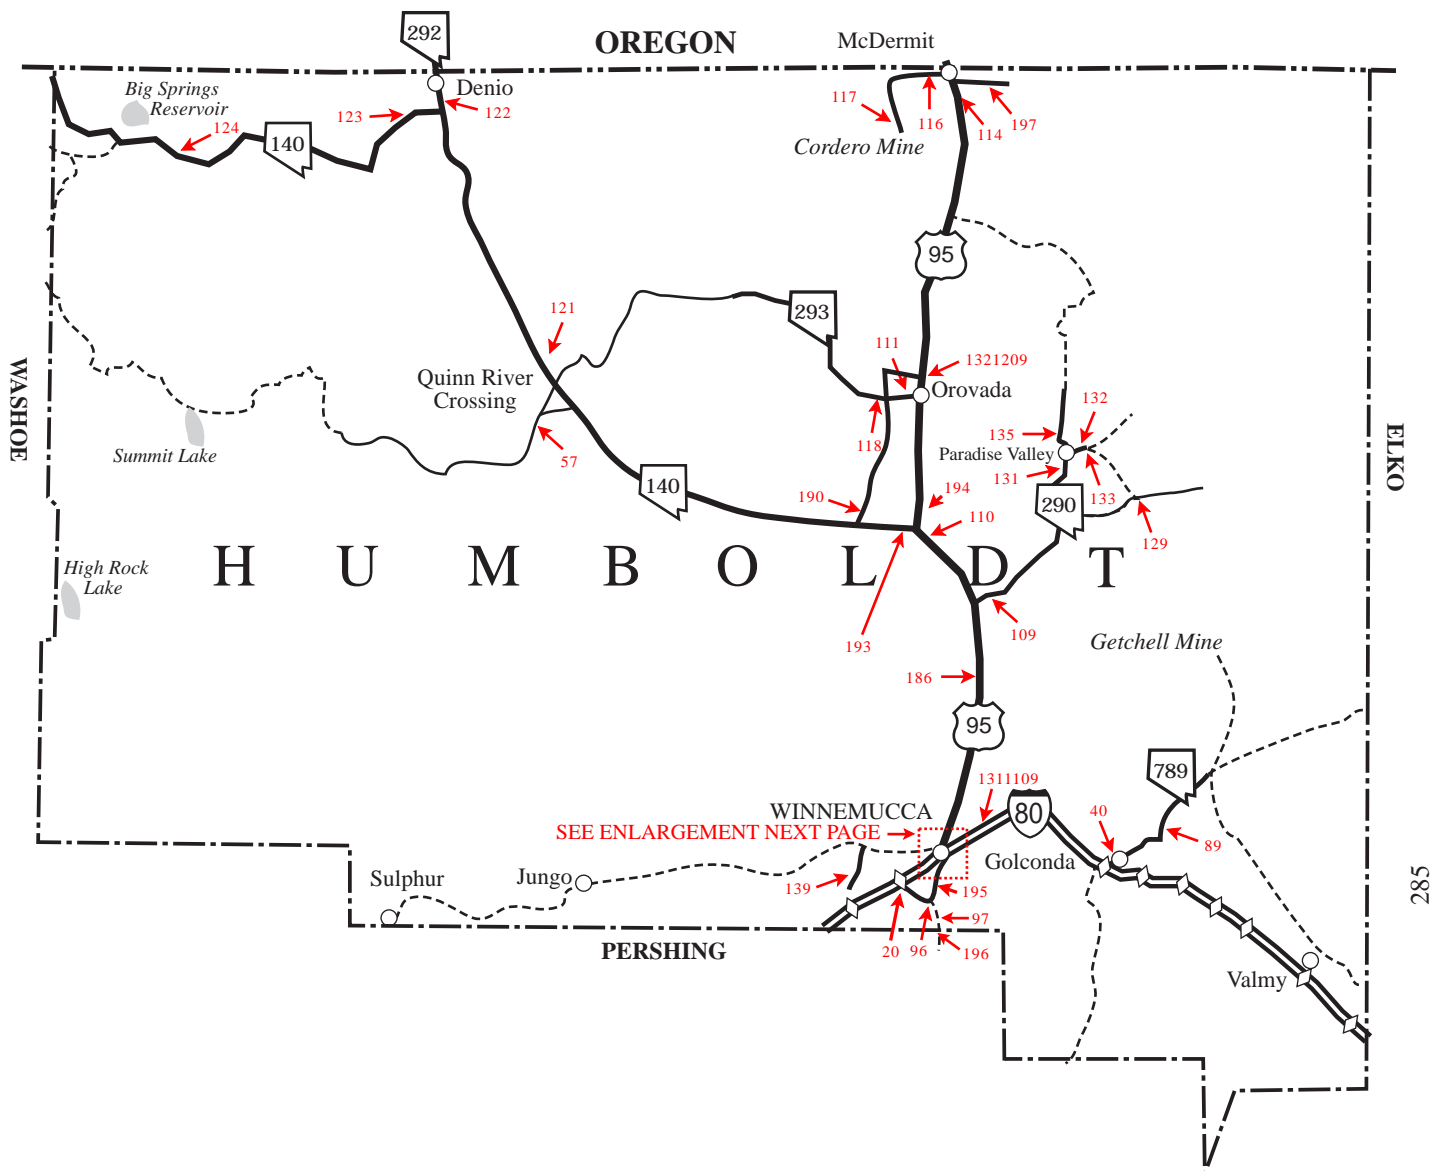 292
OREGON
McDermit
Big Springs
Reservoir
Denio
123
122
124
140
117
116
114
197
Cordero Mine
95
293
121
111
1321209
WASHOE
Quinn River
Crossing
Orovada
132
118
135
Paradise Valley
ELKO
Summit Lake
57
131
133
140
190
194
290
110
129
High Rock
Lake
H U M B O L D T
109
193
Getchell Mine
186
95
789
1311109
WINNEMUCCA
80
40
SEE ENLARGEMENT NEXT PAGE
89
Golconda
Sulphur
Jungo
139
195
285
97
20
96
196
PERSHING
Valmy